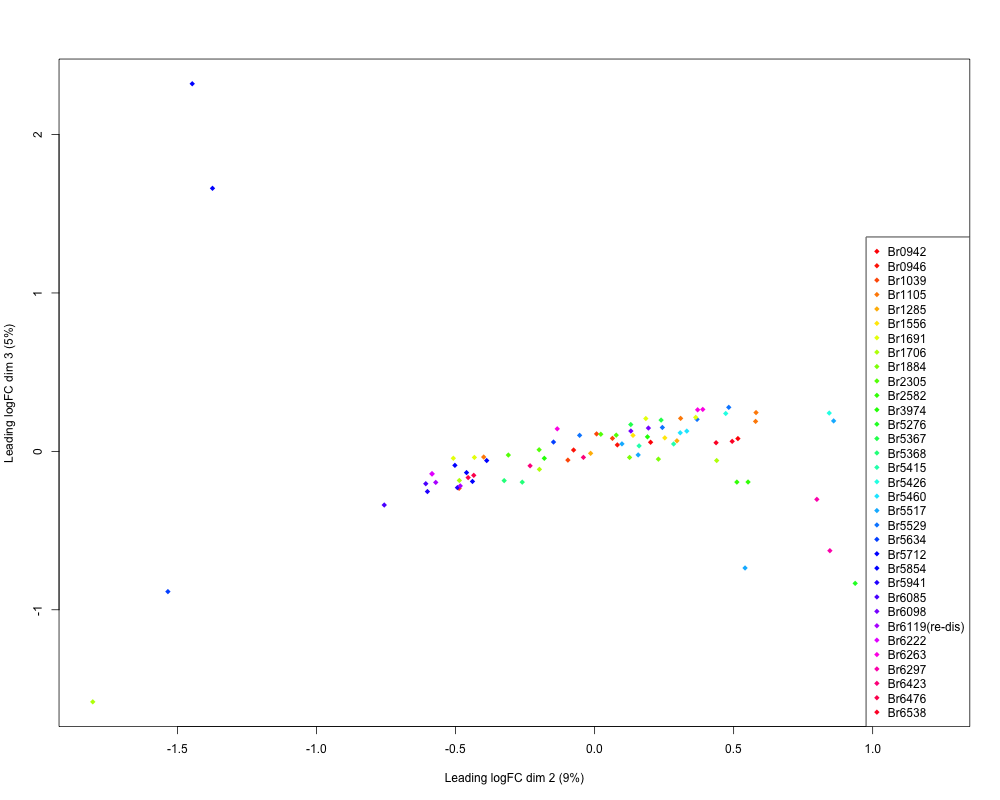 2
1
0
-1
Leading logFC dim 3 (5%)
Br0942
Br0946
Br1039
Br1105
Br1285
Br1556
Br1691
Br1706
Br1884
Br2305
Br2582
Br3974
Br5276
Br5367
Br5368
Br5415
Br5426
Br5460
Br5517
Br5529
Br5634
Br5712
Br5854
Br5941
Br6085
Br6098
Br6119(re-dis)
Br6222
Br6263
Br6297
Br6423
Br6476
Br6538
-1.5 -1.0 -0.5 0.0 0.5 1.0
Leading logFC dim 2 (9%)